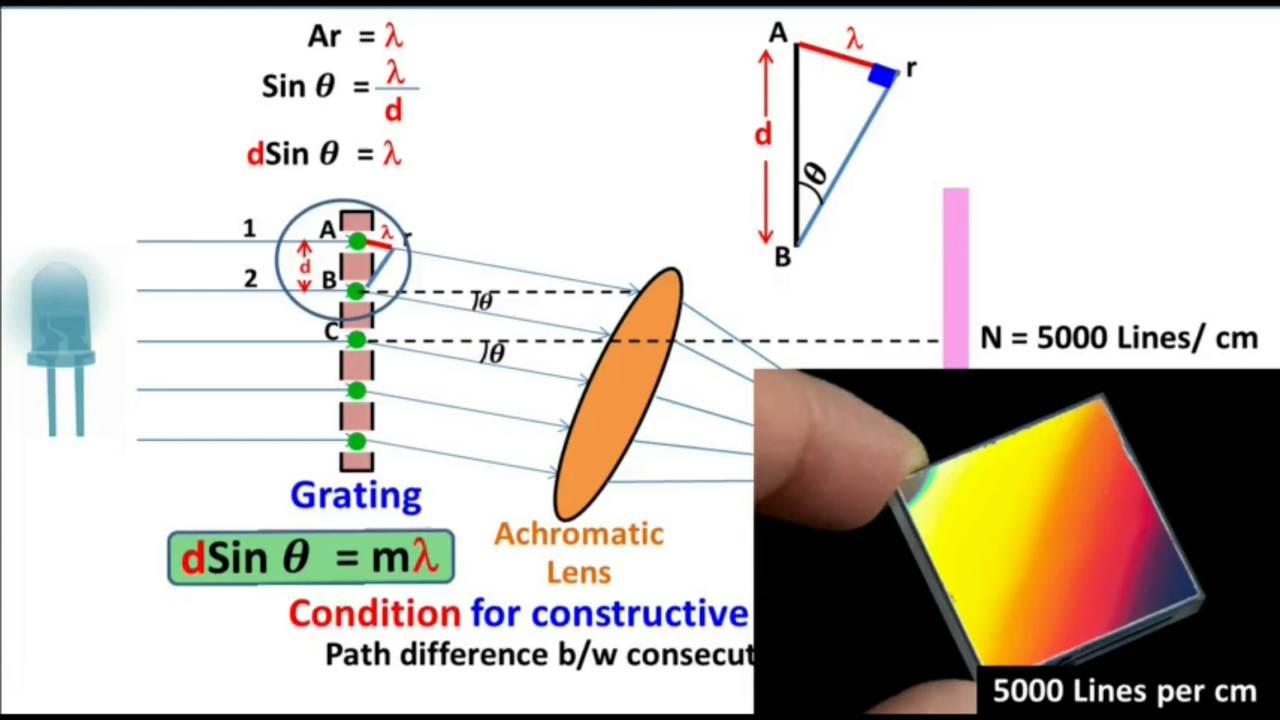 Ar = λ
Sin θ = λ/d
dSin θ = λ
A
λ
r
d
θ
B
1
A
λ
r
d
2
B
θ
C
θ
N = 5000 Lines/ cm
Grating
dSin θ = mλ
Achromatic
Lens
Condition for constructive
Path difference b/w consecut
5000 Lines per cm